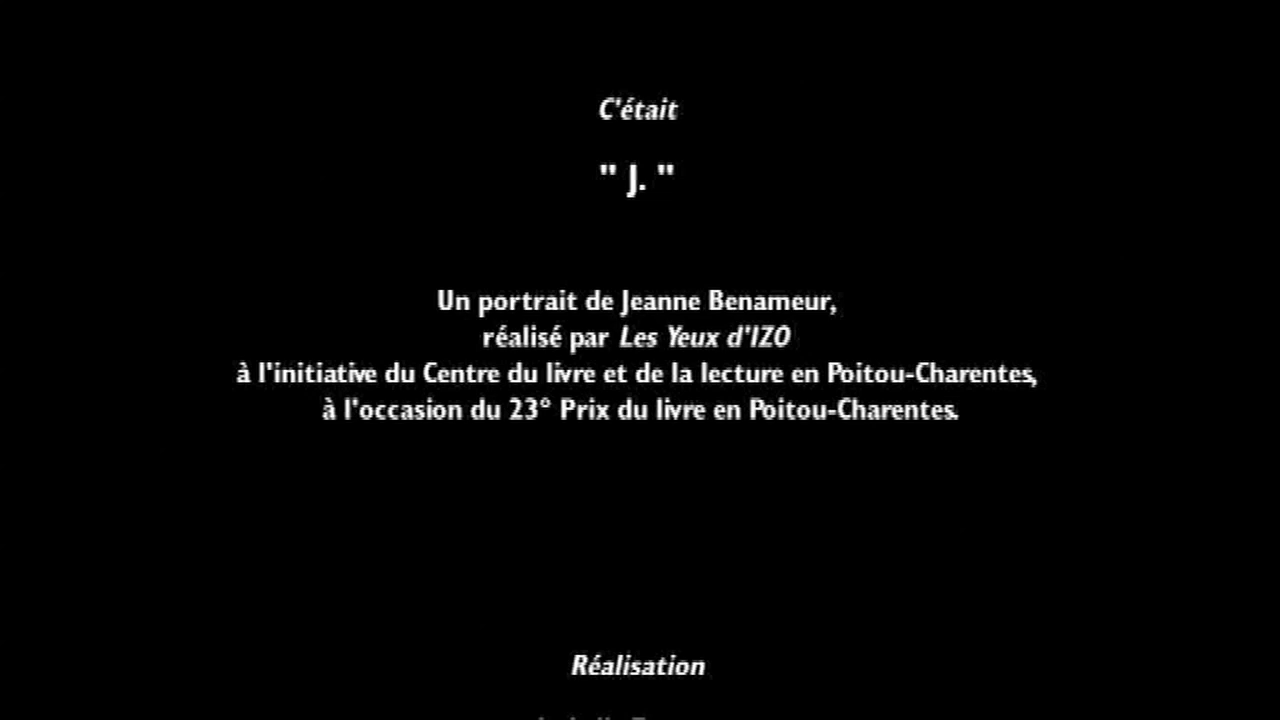 C'était
" J. "
Un portrait de Jeanne Benameur,
réalisé par Les Yeux d'IZO
à l'initiative du Centre du livre et de la lecture en Poitou-Charentes,
à l'occasion du 23° Prix du livre en Poitou-Charentes.
Réalisation